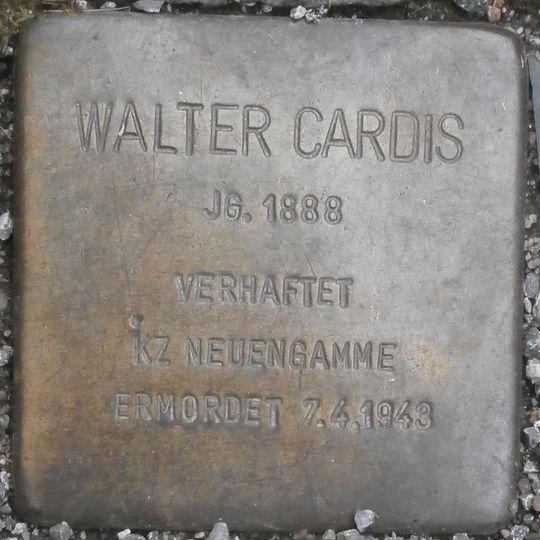 WALTER CARDIS
JG. 1888
VERHAFTET
KZ NEUENGAMME
ERMORDET 7.4.1943